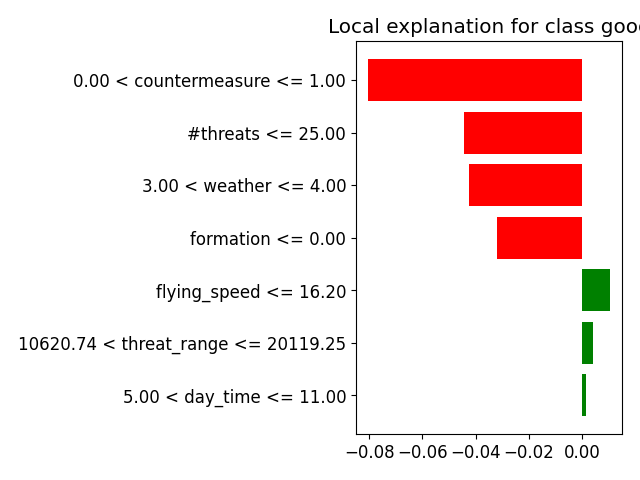 Local explanation for class good
0.00 < countermeasure <= 1.00
#threats <= 25.00
3.00 < weather <= 4.00
formation <= 0.00
flying_speed <= 16.20
10620.74 < threat_range <= 20119.25
5.00 < day_time <= 11.00
−0.08 −0.06 −0.04 −0.02 0.00